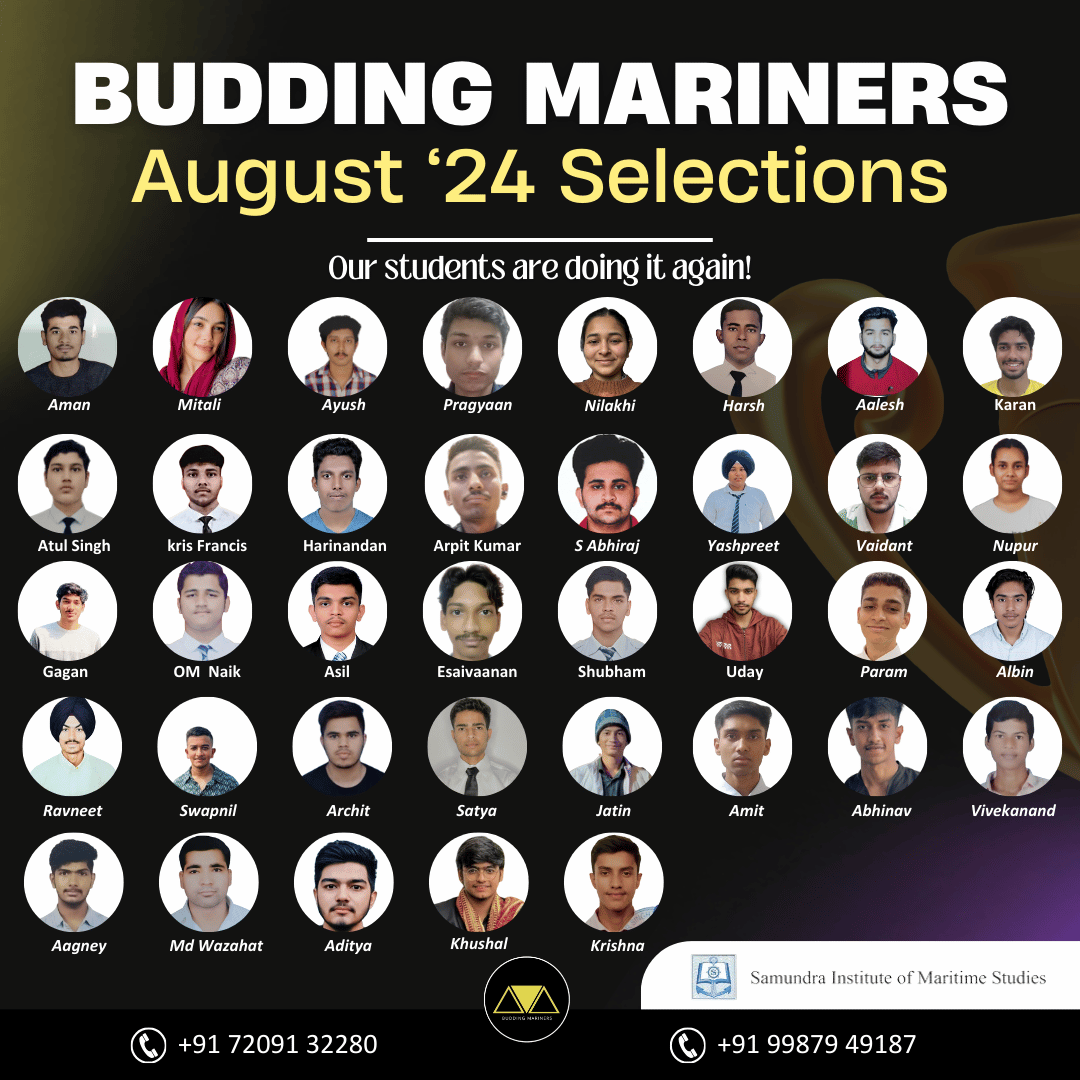 BUDDING MARINERS
August ‘24 Selections
Our students are doing it again!
Aman Mitali Ayush Pragyaan Nilakhi Harsh Aalesh Karan
Atul Singh kris Francis Harinandan Arpit Kumar S Abhiraj Yashpreet Vaidant Nupur
Gagan OM Naik Asil Esaivaanan Shubham Uday Param Albin
Ravneet Swapnil Archit Satya Jatin Amit Abhinav Vivekanand
Aagney Md Wazahat Aditya Khushal Krishna
Samundra Institute of Maritime Studies
BUDDING MARINERS
+91 72091 32280 +91 99879 49187